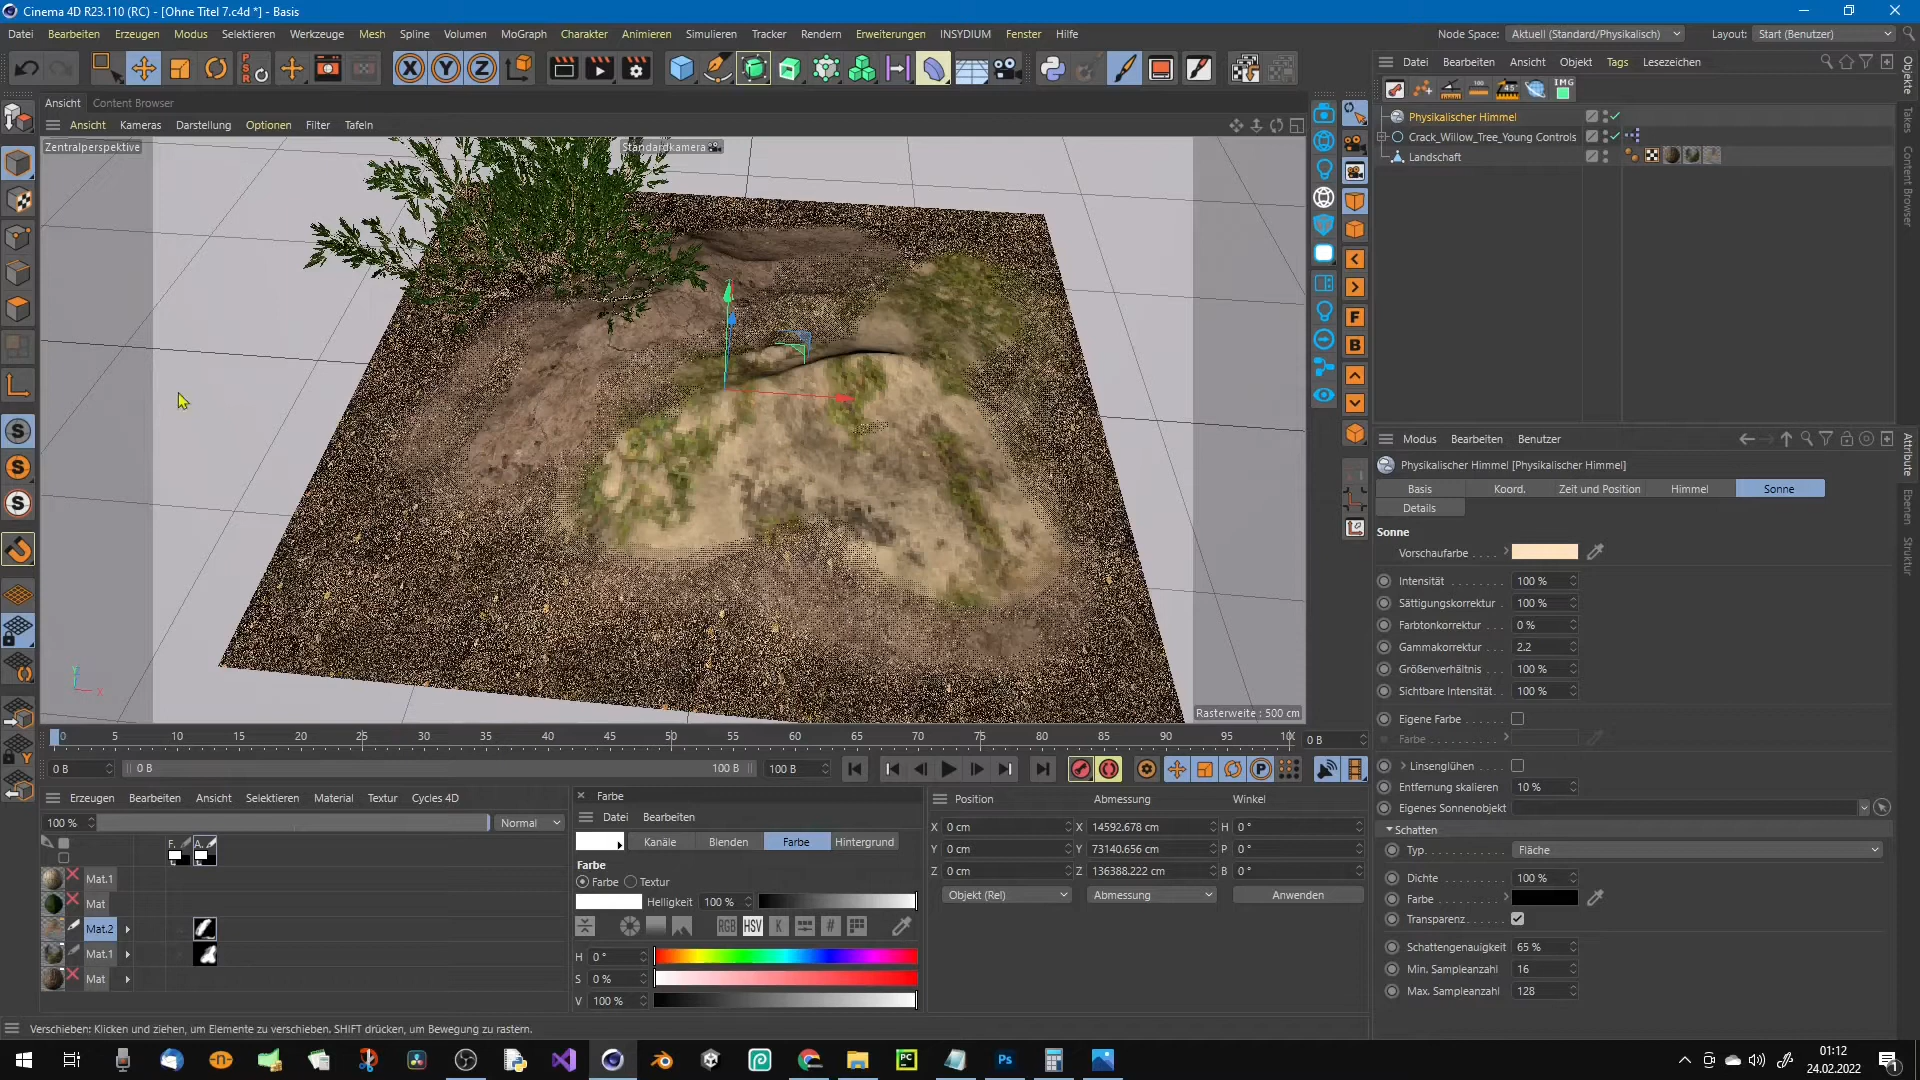 Cinema 4D R23.110 (RC) - [Ohne Titel 7.c4d *] - Basis
Datei Bearbeiten Erzeugen Modus Selektieren Werkzeuge Mesh Spline Volumen MoGraph Charakter Animieren Simulieren Tracker Rendern Erweiterungen INSYDIUM Fenster Hilfe
Node Space: Aktuell (Standard/Physikalisch) Layout: Start (Benutzer)
Ansicht Content Browser
Ansicht Kameras Darstellung Optionen Filter Tafeln
Zentralperspektive
Standardkamera
Rasterweite : 500 cm
Datei Bearbeiten Ansicht Objekt Tags Lesezeichen
Physikalischer Himmel
Crack_Willow_Tree_Young Controls
Landschaft
Objekte
Takes
Content Browser
Modus Bearbeiten Benutzer
Physikalischer Himmel [Physikalischer Himmel]
Basis Koord. Zeit und Position Himmel Sonne
Details
Sonne
Vorschaufarbe
Intensität 100 %
Sättigungskorrektur 100 %
Farbtonkorrektur 0 %
Gammakorrektur 2.2
Größenverhältnis 100 %
Sichtbare Intensität 100 %
Eigene Farbe
Farbe
Linsenglühen
Entfernung skalieren 10 %
Eigenes Sonnenobjekt
Schatten
Typ Fläche
Dichte 100 %
Farbe
Transparenz
Schattengenauigkeit 65 %
Min. Sampleanzahl 16
Max. Sampleanzahl 128
Attribute
Ebenen
Struktur
0 5 10 15 20 25 30 35 40 45 50 55 60 65 70 75 80 85 90 95 0 B
0 B 0 B 100 B 100 B
Erzeugen Bearbeiten Ansicht Selektieren Material Textur Cycles 4D
100 % Normal
F. A.
Mat.1
Mat
Mat.2
Mat.1
Mat
Farbe
Datei Bearbeiten
Kanäle Blenden Farbe Hintergrund
Farbe
Farbe Textur
Helligkeit 100 %
RGB HSV K #
H 0 °
S 0 %
V 100 %
Position Abmessung Winkel
X 0 cm X 14592.678 cm H 0 °
Y 0 cm Y 73140.656 cm P 0 °
Z 0 cm Z 136388.222 cm B 0 °
Objekt (Rel) Abmessung Anwenden
Verschieben: Klicken und ziehen, um Elemente zu verschieben. SHIFT drücken, um Bewegung zu rastern.
01:12
24.02.2022